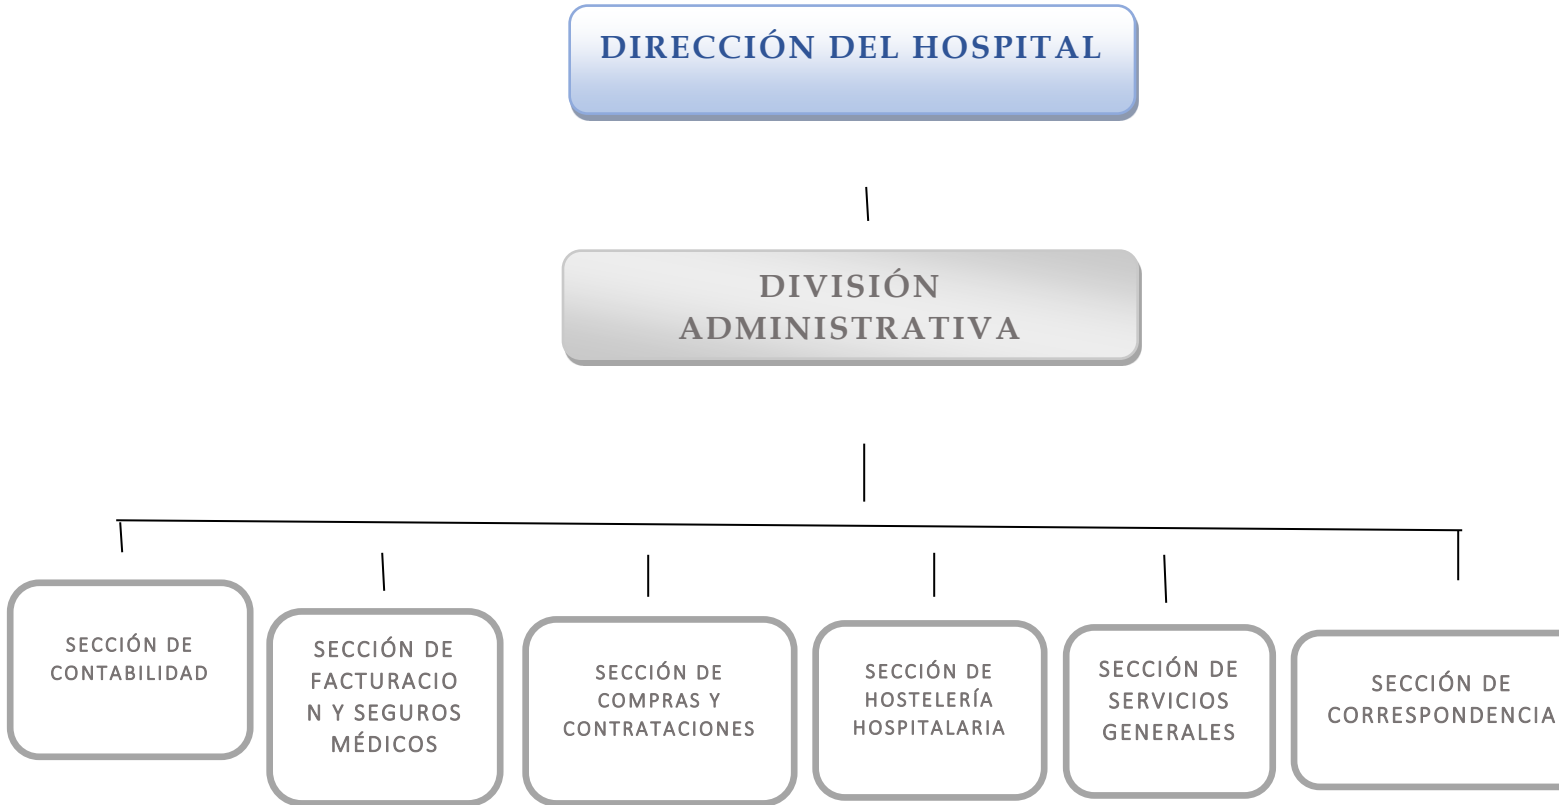 DIRECCIÓN DEL HOSPITAL
DIVISIÓN
ADMINISTRATIVA
SECCIÓN DE
CONTABILIDAD
SECCIÓN DE
FACTURACIO
N Y SEGUROS
MÉDICOS
SECCIÓN DE
COMPRAS Y
CONTRATACIONES
SECCIÓN DE
HOSTELERÍA
HOSPITALARIA
SECCIÓN DE
SERVICIOS
GENERALES
SECCIÓN DE
CORRESPONDENCIA